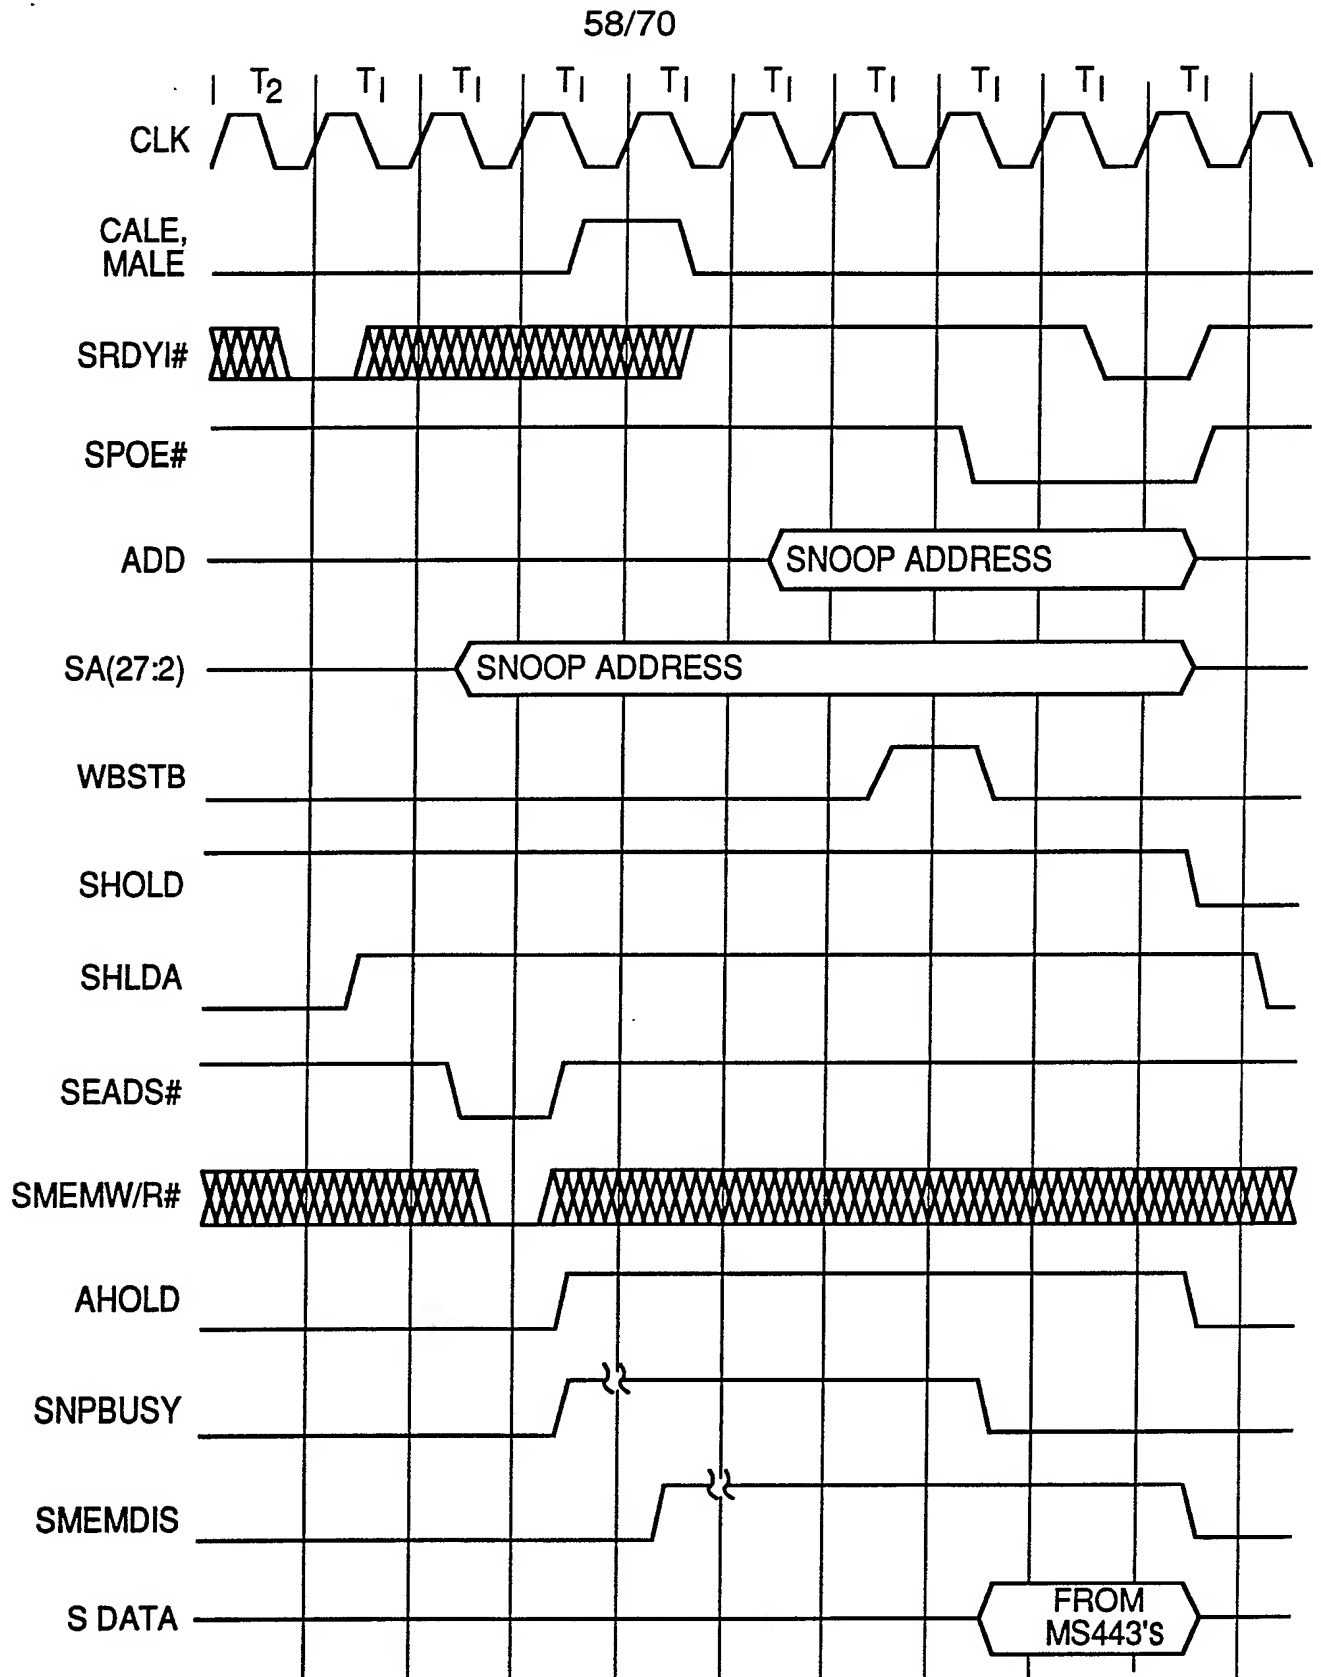 58/70
T2 T1 T1 T1 T1 T1 T1 T1 T1 T1
CLK
CALE,
MALE
SRDYI#
SPOE#
ADD
SNOOP ADDRESS
SA(27:2)
SNOOP ADDRESS
WBSTB
SHOLD
SHLDA
SEADS#
SMEMW/R#
AHOLD
SNPBUSY
SMEMDIS
S DATA
FROM
MS443's